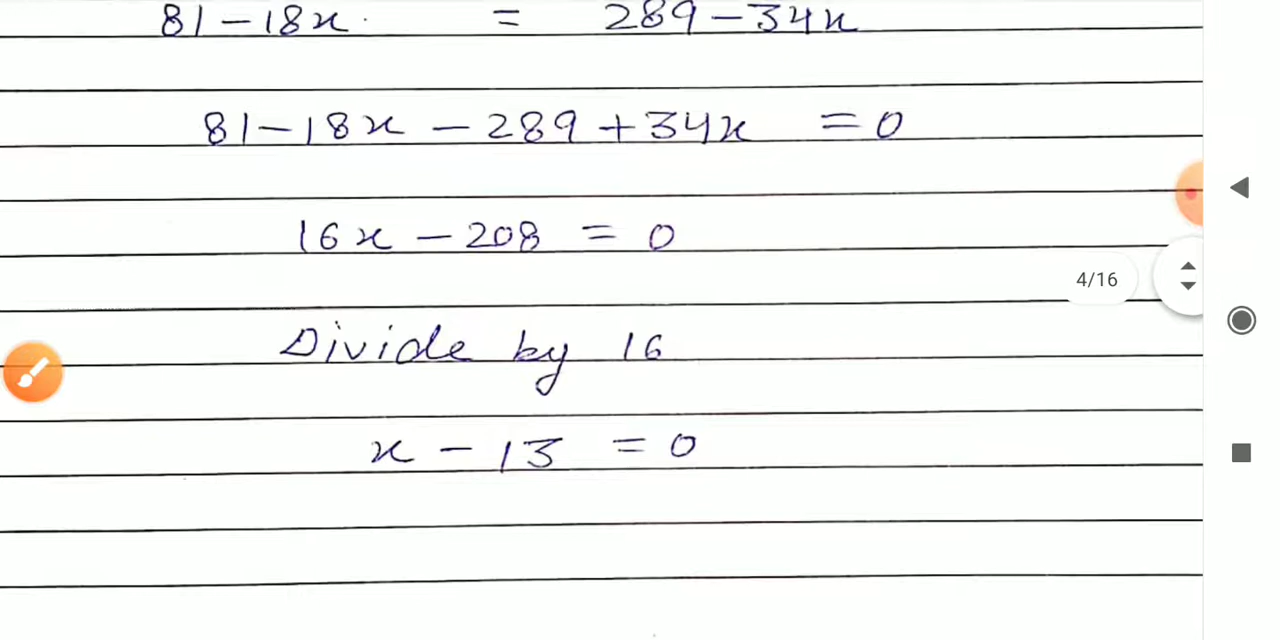 81 - 18x = 289 - 34x
81 - 18x - 289 + 34x = 0
16x - 208 = 0
4/16
Divide by 16
x - 13 = 0